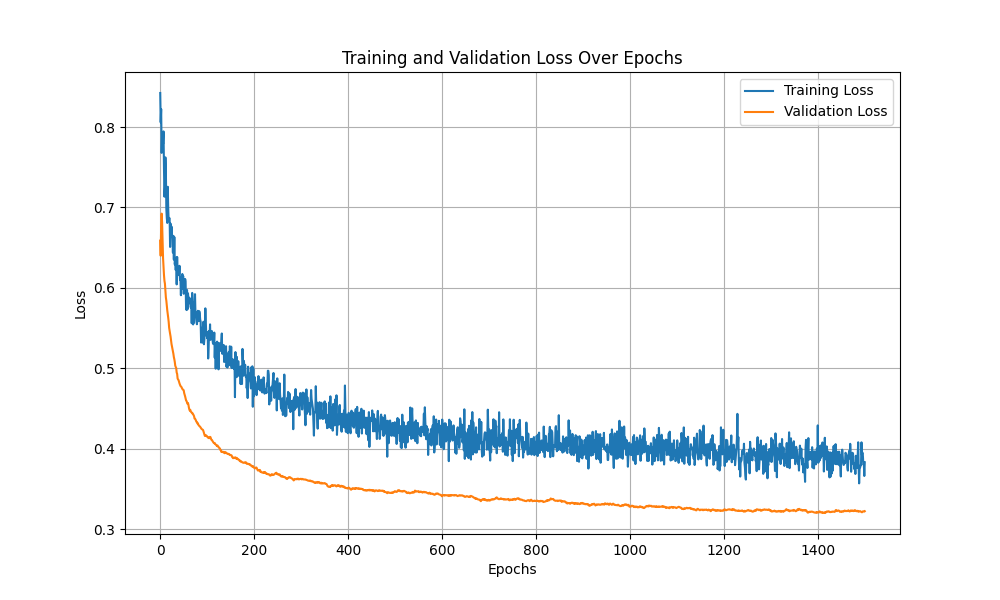 Training and Validation Loss Over Epochs
Training Loss
Validation Loss
0.8
0.7
0.6
0.5
0.4
0.3
Loss
0 200 400 600 800 1000 1200 1400
Epochs